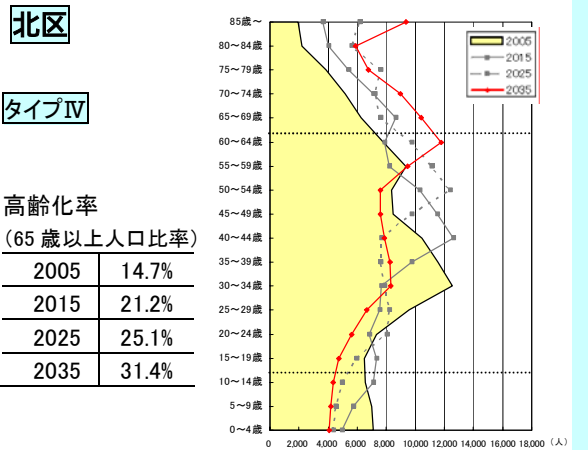 北区
タイプⅣ
高齢化率
（65 歳以上人口比率）
2005 14.7%
2015 21.2%
2025 25.1%
2035 31.4%
85歳～
80～84歳
75～79歳
70～74歳
65～69歳
60～64歳
55～59歳
50～54歳
45～49歳
40～44歳
35～39歳
30～34歳
25～29歳
20～24歳
15～19歳
10～14歳
5～9歳
0～4歳
0 2,000 4,000 6,000 8,000 10,000 12,000 14,000 16,000 18,000 （人）
2005
2015
2025
2035